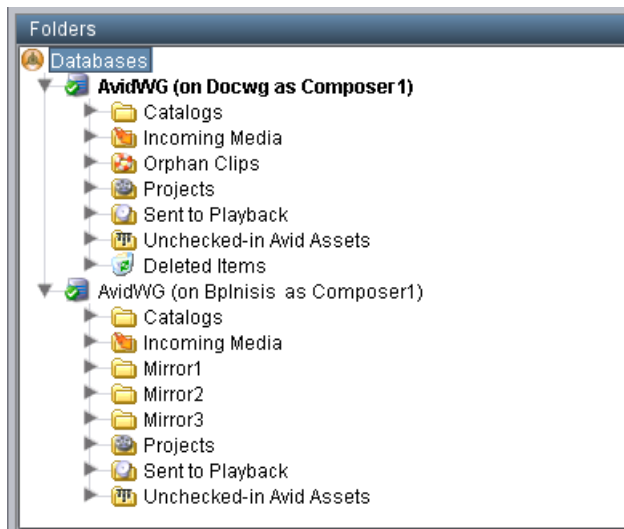 Folders
Databases
AvidWG (on Docwg as Composer1)
Catalogs
Incoming Media
Orphan Clips
Projects
Sent to Playback
Unchecked-in Avid Assets
Deleted Items
AvidWG (on Bplnisis as Composer1)
Catalogs
Incoming Media
Mirror1
Mirror2
Mirror3
Projects
Sent to Playback
Unchecked-in Avid Assets